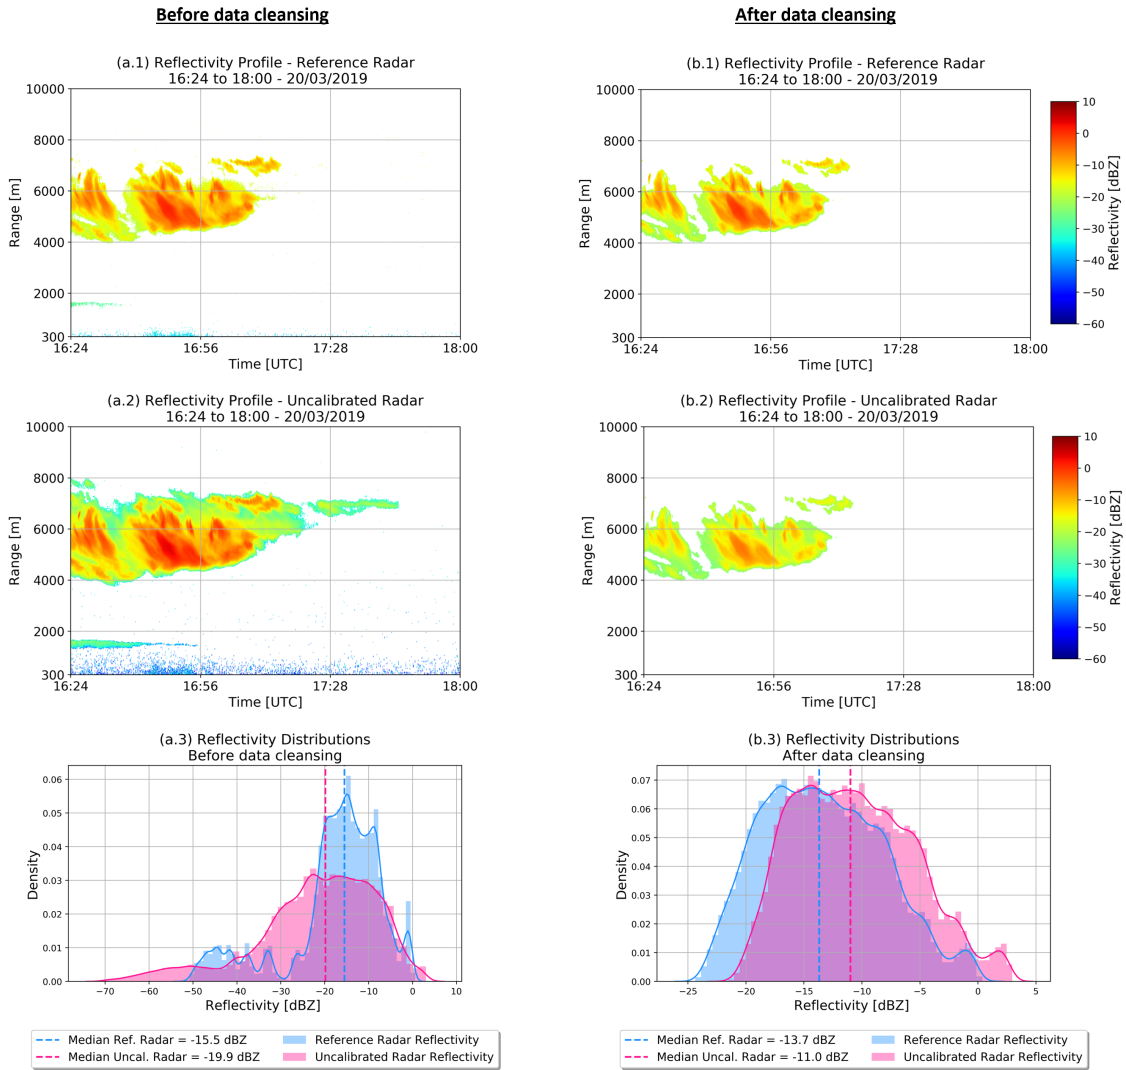 Before data cleansing
After data cleansing
(a.1) Reflectivity Profile - Reference Radar
16:24 to 18:00 - 20/03/2019
10000
8000
6000
4000
2000
300
Range [m]
16:24
16:56
17:28
18:00
Time [UTC]
(b.1) Reflectivity Profile - Reference Radar
16:24 to 18:00 - 20/03/2019
10000
8000
6000
4000
2000
300
Range [m]
16:24
16:56
17:28
18:00
Time [UTC]
10
0
−10
−20
−30
−40
−50
−60
Reflectivity [dBZ]
(a.2) Reflectivity Profile - Uncalibrated Radar
16:24 to 18:00 - 20/03/2019
10000
8000
6000
4000
2000
300
Range [m]
16:24
16:56
17:28
18:00
Time [UTC]
(b.2) Reflectivity Profile - Uncalibrated Radar
16:24 to 18:00 - 20/03/2019
10000
8000
6000
4000
2000
300
Range [m]
16:24
16:56
17:28
18:00
Time [UTC]
10
0
−10
−20
−30
−40
−50
−60
Reflectivity [dBZ]
(a.3) Reflectivity Distributions
Before data cleansing
0.06
0.05
0.04
0.03
0.02
0.01
0.00
Density
−70
−60
−50
−40
−30
−20
−10
0
10
Reflectivity [dBZ]
Median Ref. Radar = -15.5 dBZ
Median Uncal. Radar = -19.9 dBZ
Reference Radar Reflectivity
Uncalibrated Radar Reflectivity
(b.3) Reflectivity Distributions
After data cleansing
0.07
0.06
0.05
0.04
0.03
0.02
0.01
0.00
Density
−25
−20
−15
−10
−5
0
5
Reflectivity [dBZ]
Median Ref. Radar = -13.7 dBZ
Median Uncal. Radar = -11.0 dBZ
Reference Radar Reflectivity
Uncalibrated Radar Reflectivity